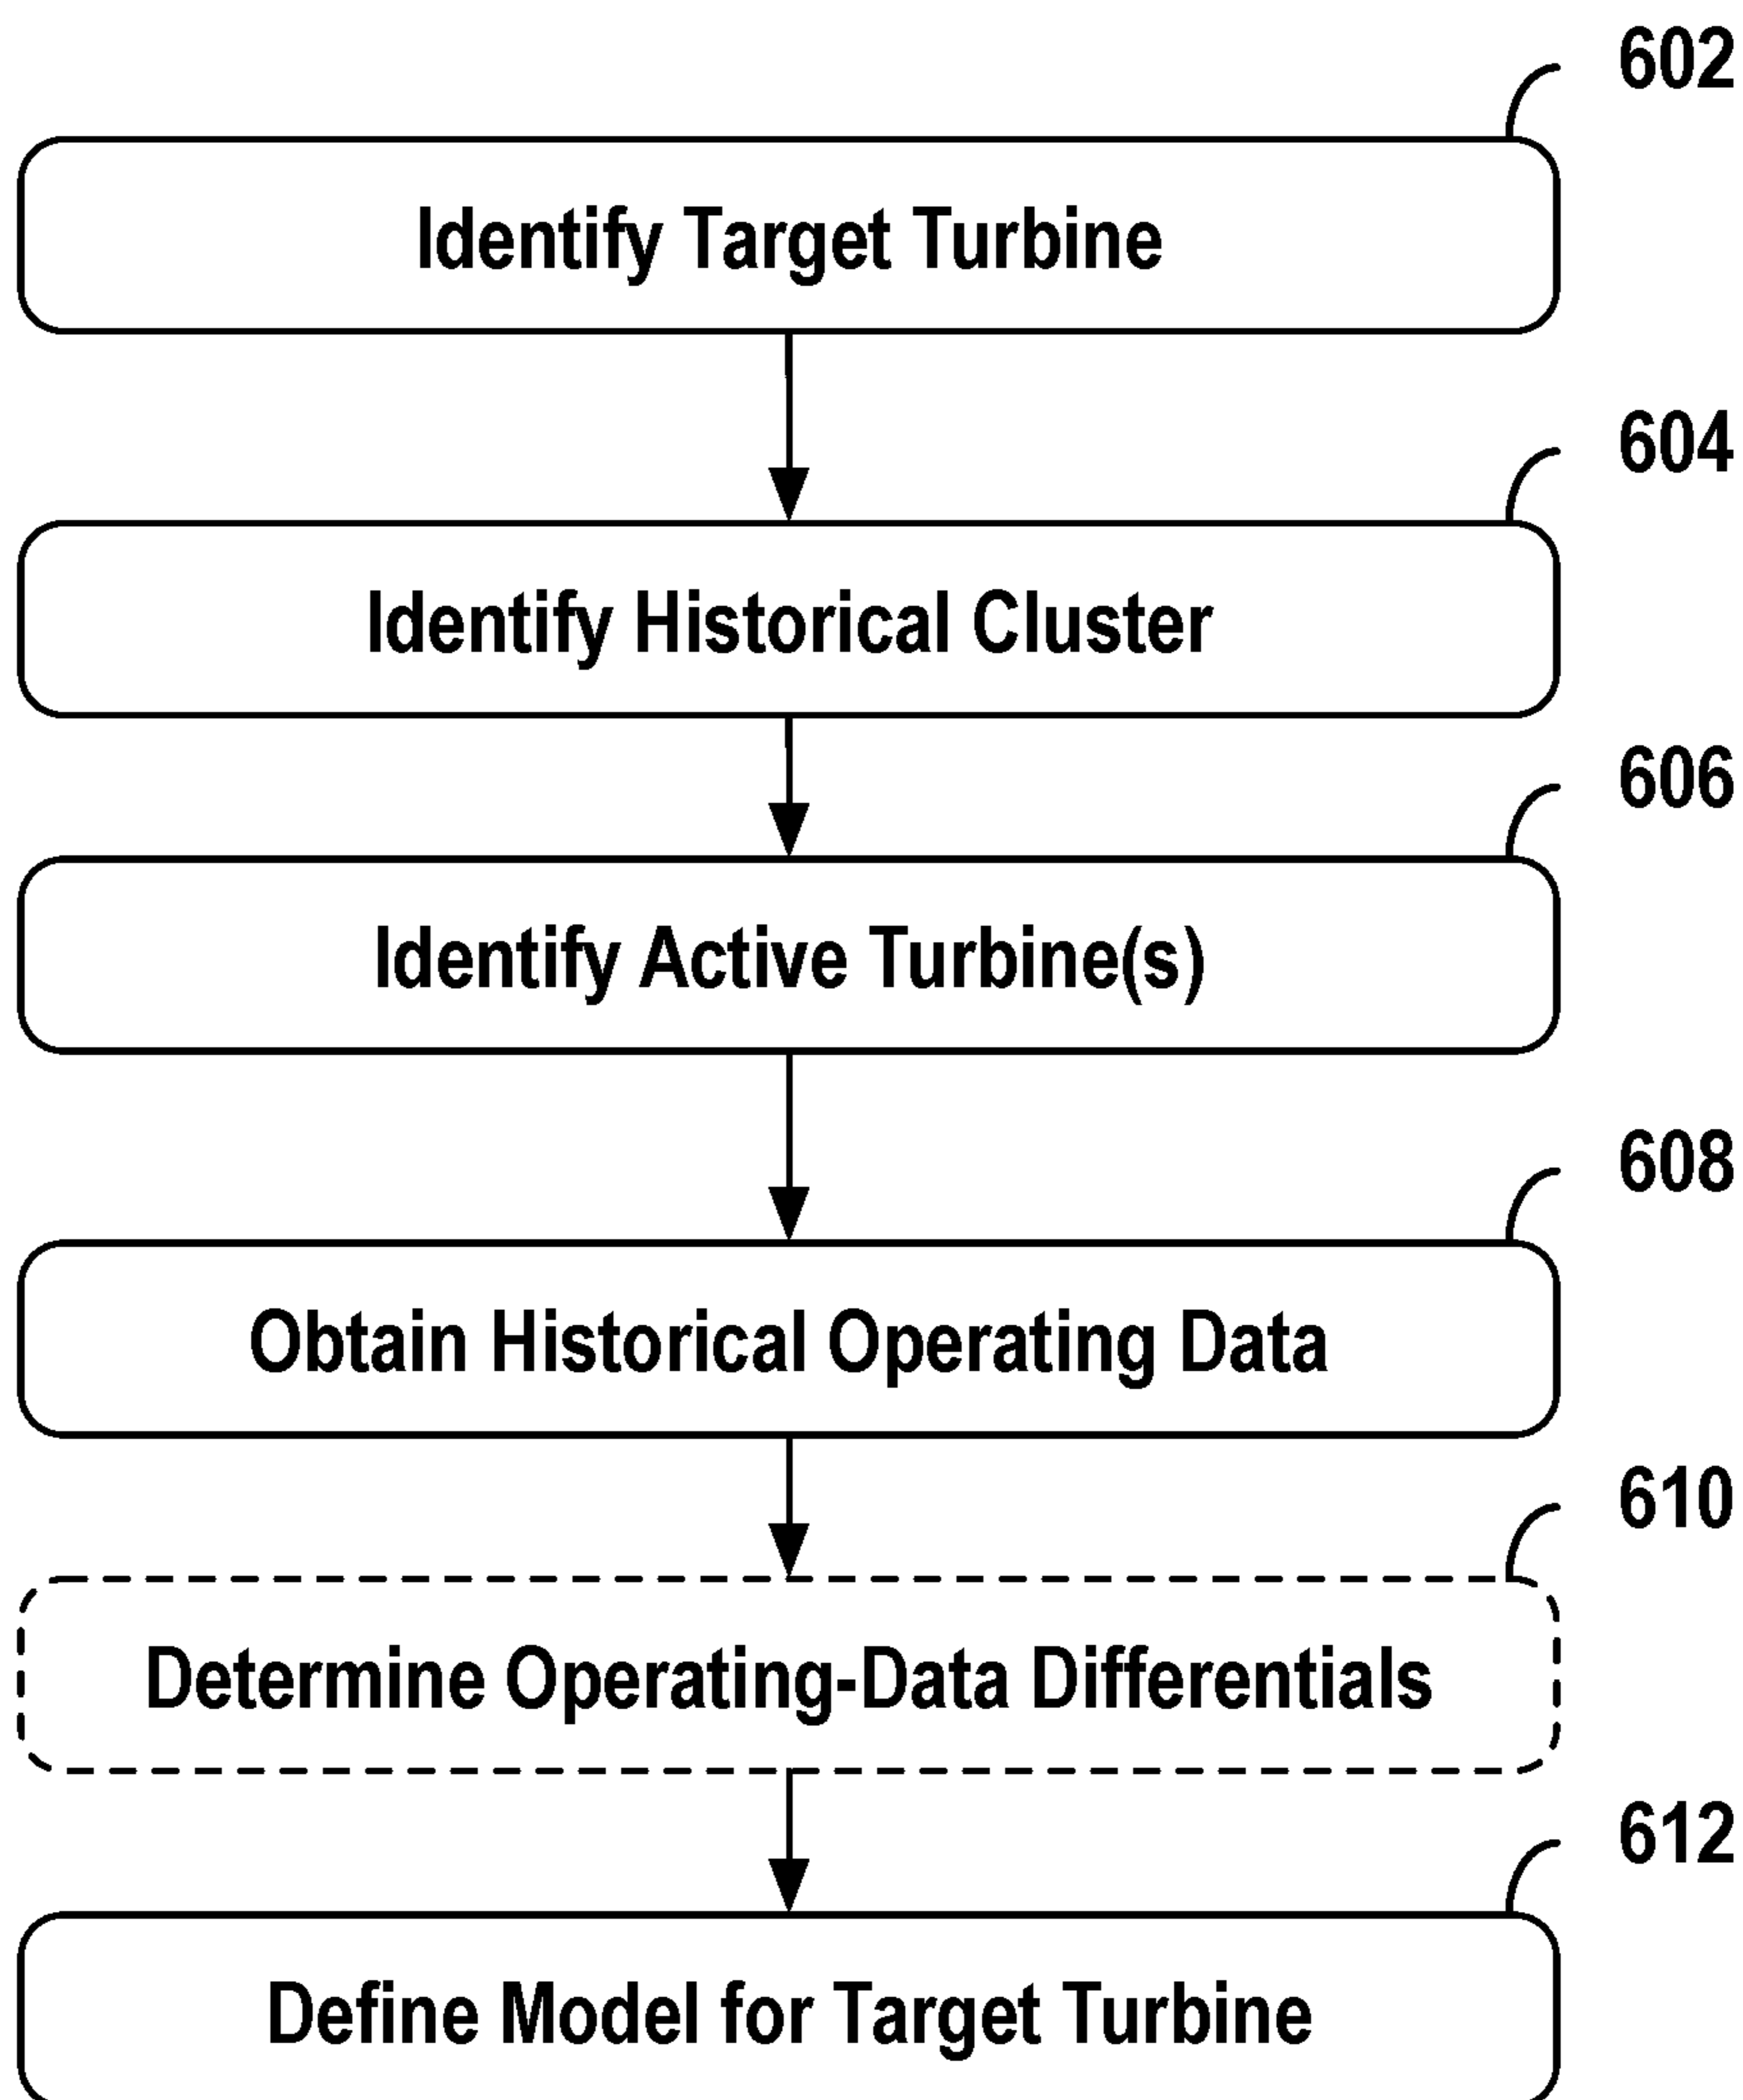 602
Identify Target Turbine
604
Identify Historical Cluster
606
Identify Active Turbine(s)
608
Obtain Historical Operating Data
610
Determine Operating-Data Differentials
612
Define Model for Target Turbine